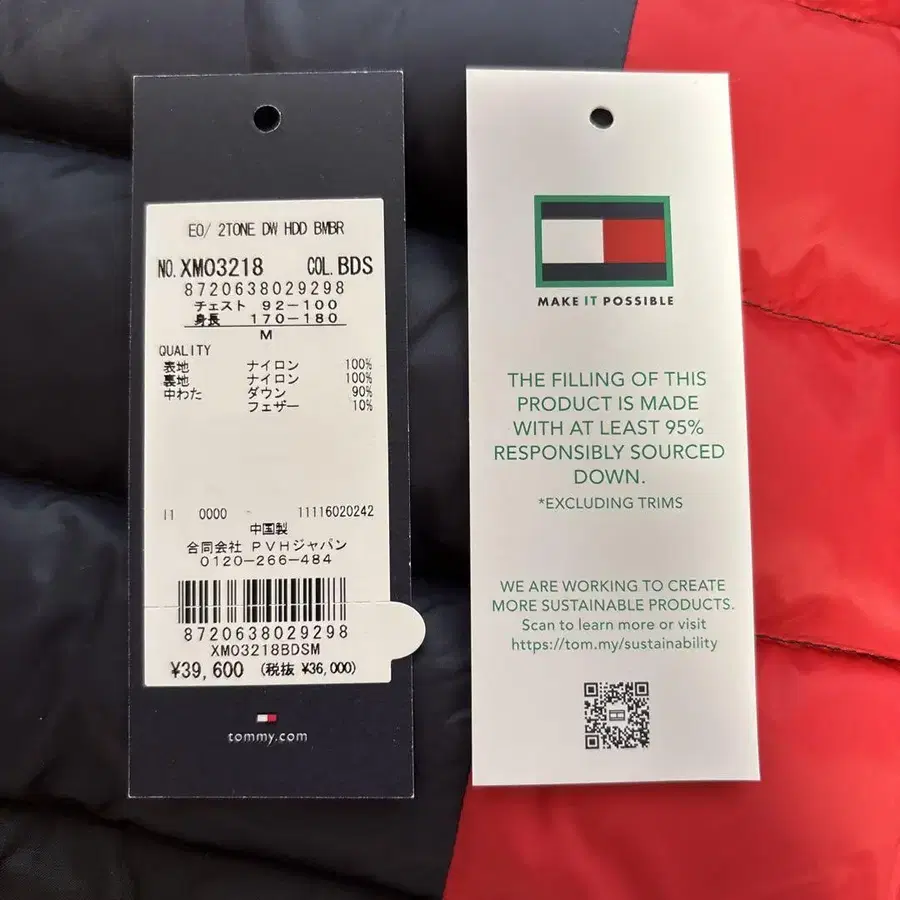 EO/ 2TONE DW HDD BMBR
NO.XM03218 COL.BDS
8720638029298
チェスト 92-100
身長 170-180
M
QUALITY
表地 ナイロン 100%
裏地 ナイロン 100%
中わた ダウン 90%
フェザー 10%
11 0000 11116020242
中国製
合同会社 PVHジャパン
0120-266-484
8720638029298
XM03218BDSM
¥39,600 (税抜 ¥36,000)
tommy.com
MAKE IT POSSIBLE
THE FILLING OF THIS
PRODUCT IS MADE
WITH AT LEAST 95%
RESPONSIBLY SOURCED
DOWN.
*EXCLUDING TRIMS
WE ARE WORKING TO CREATE
MORE SUSTAINABLE PRODUCTS.
Scan to learn more or visit
https://tom.my/sustainability